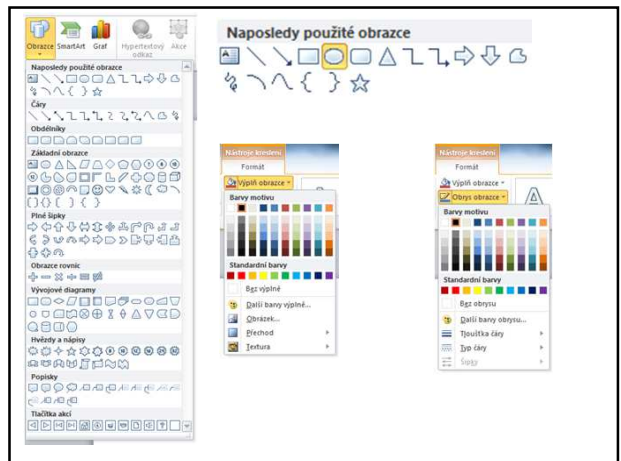 Obrazce SmartArt Graf Hypertextový odkaz Akce
Naposledy použité obrazce
Čáry
Obdélníky
Základní obrazce
Plné šipky
Obrazce rovnic
Vývojové diagramy
Hvězdy a nápisy
Popisky
Tlačítka akcí
Naposledy použité obrazce
Nástroje kreslení
Formát
Výplň obrazce
Barvy motivu
Standardní barvy
Bez výplně
Další barvy výplně...
Obrázek...
Přechod
Textura
Nástroje kreslení
Formát
Výplň obrazce
Obrys obrazce
Barvy motivu
Standardní barvy
Bez obrysu
Další barvy obrysu...
Tloušťka čáry
Typ čáry
Šipky